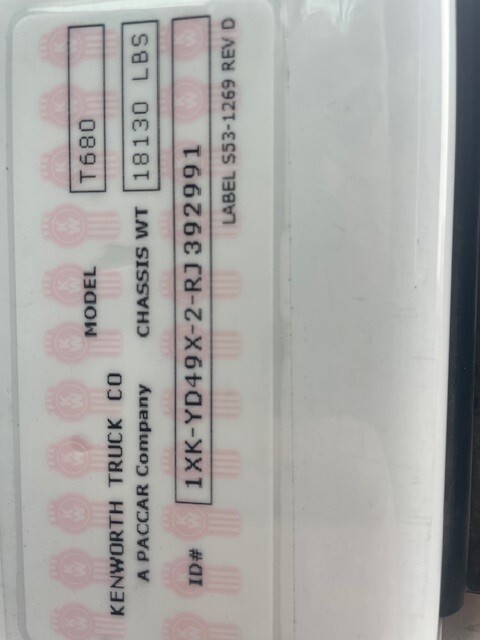 KENWORTH TRUCK CO MODEL T680
A PACCAR Company CHASSIS WT 18130 LBS
ID# 1XK-YD49X-2-RJ392991
LABEL S53-1269 REV D